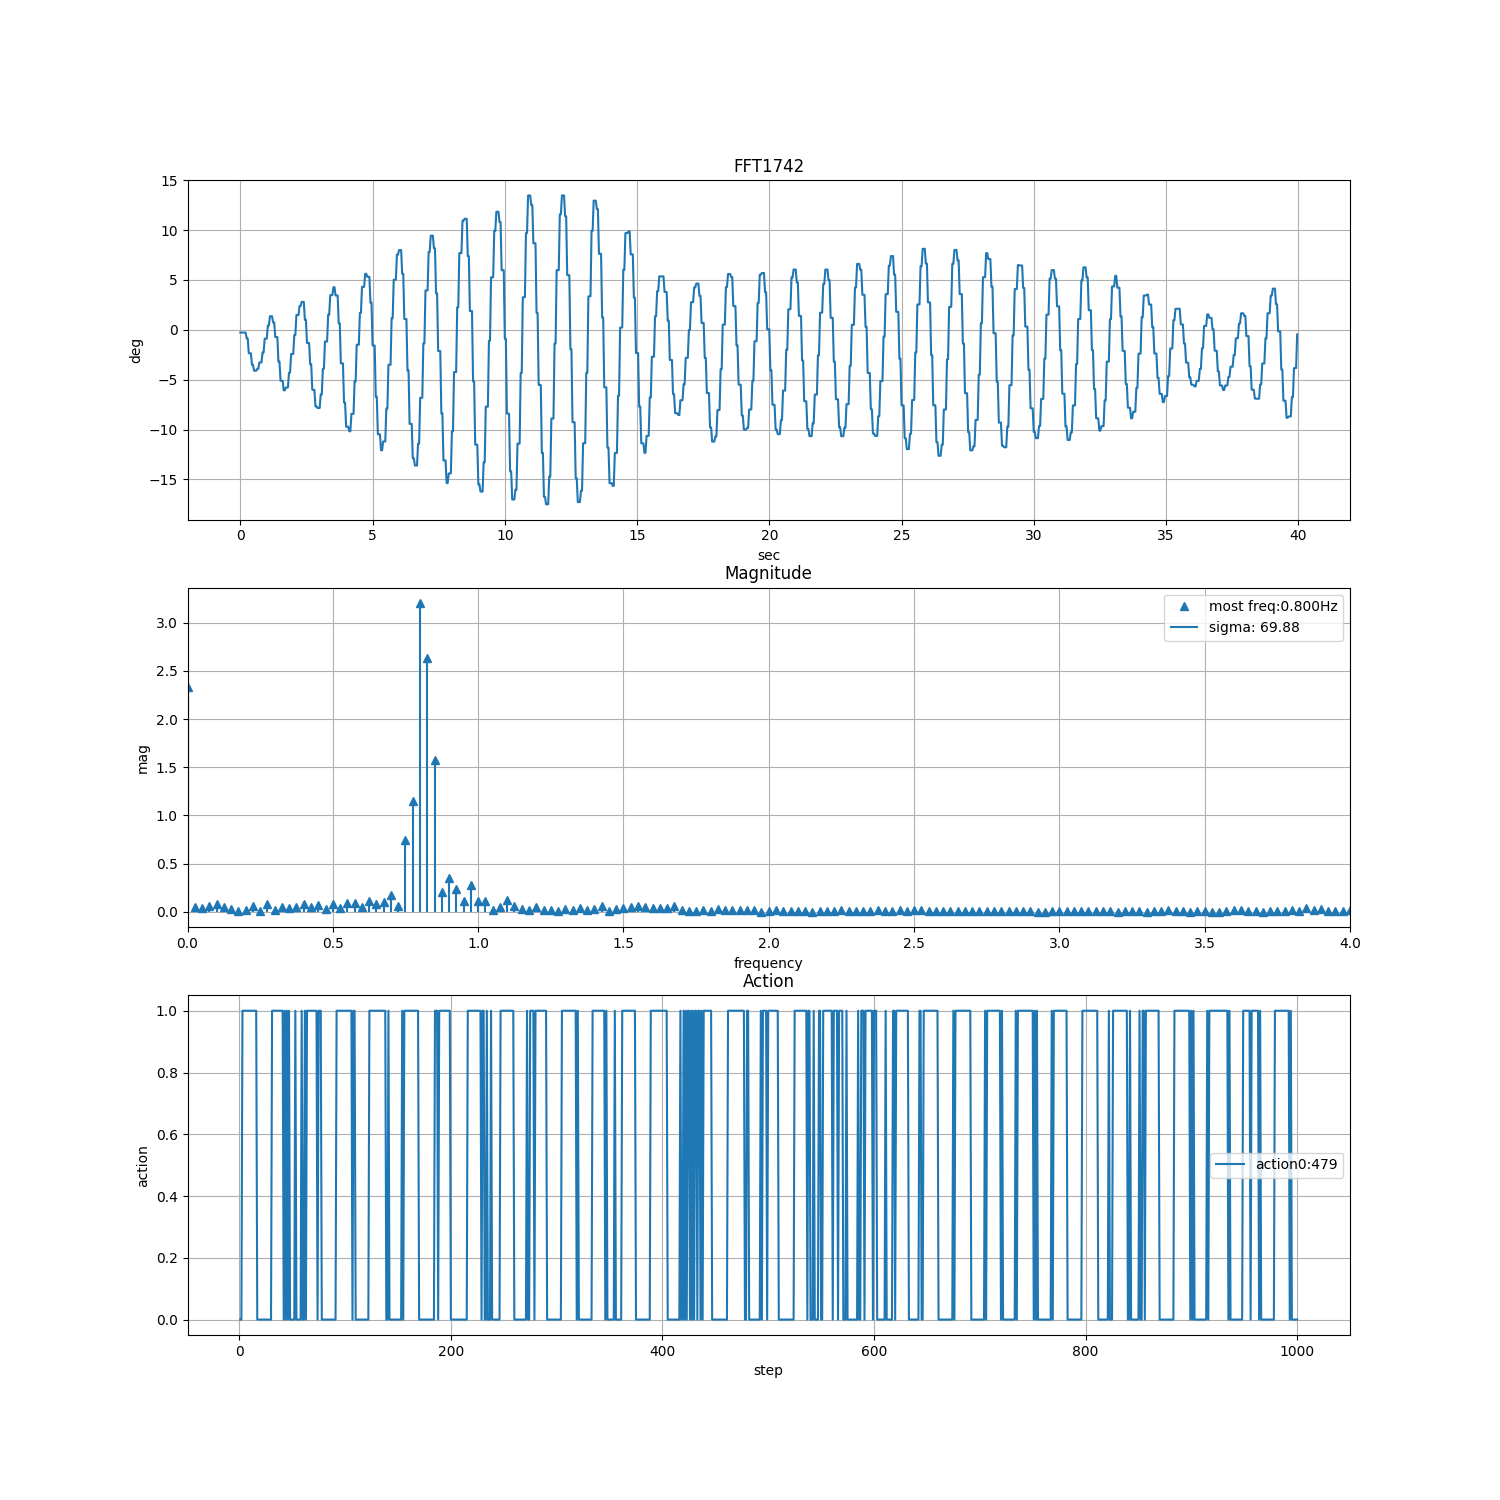 FFT1742
15
10
5
0
−5
−10
−15
deg
0 5 10 15 20 25 30 35 40
sec
Magnitude
most freq:0.800Hz
sigma: 69.88
3.0
2.5
2.0
1.5
1.0
0.5
0.0
mag
0.0 0.5 1.0 1.5 2.0 2.5 3.0 3.5 4.0
frequency
Action
1.0
0.8
0.6
0.4
0.2
0.0
action
action0:479
0 200 400 600 800 1000
step